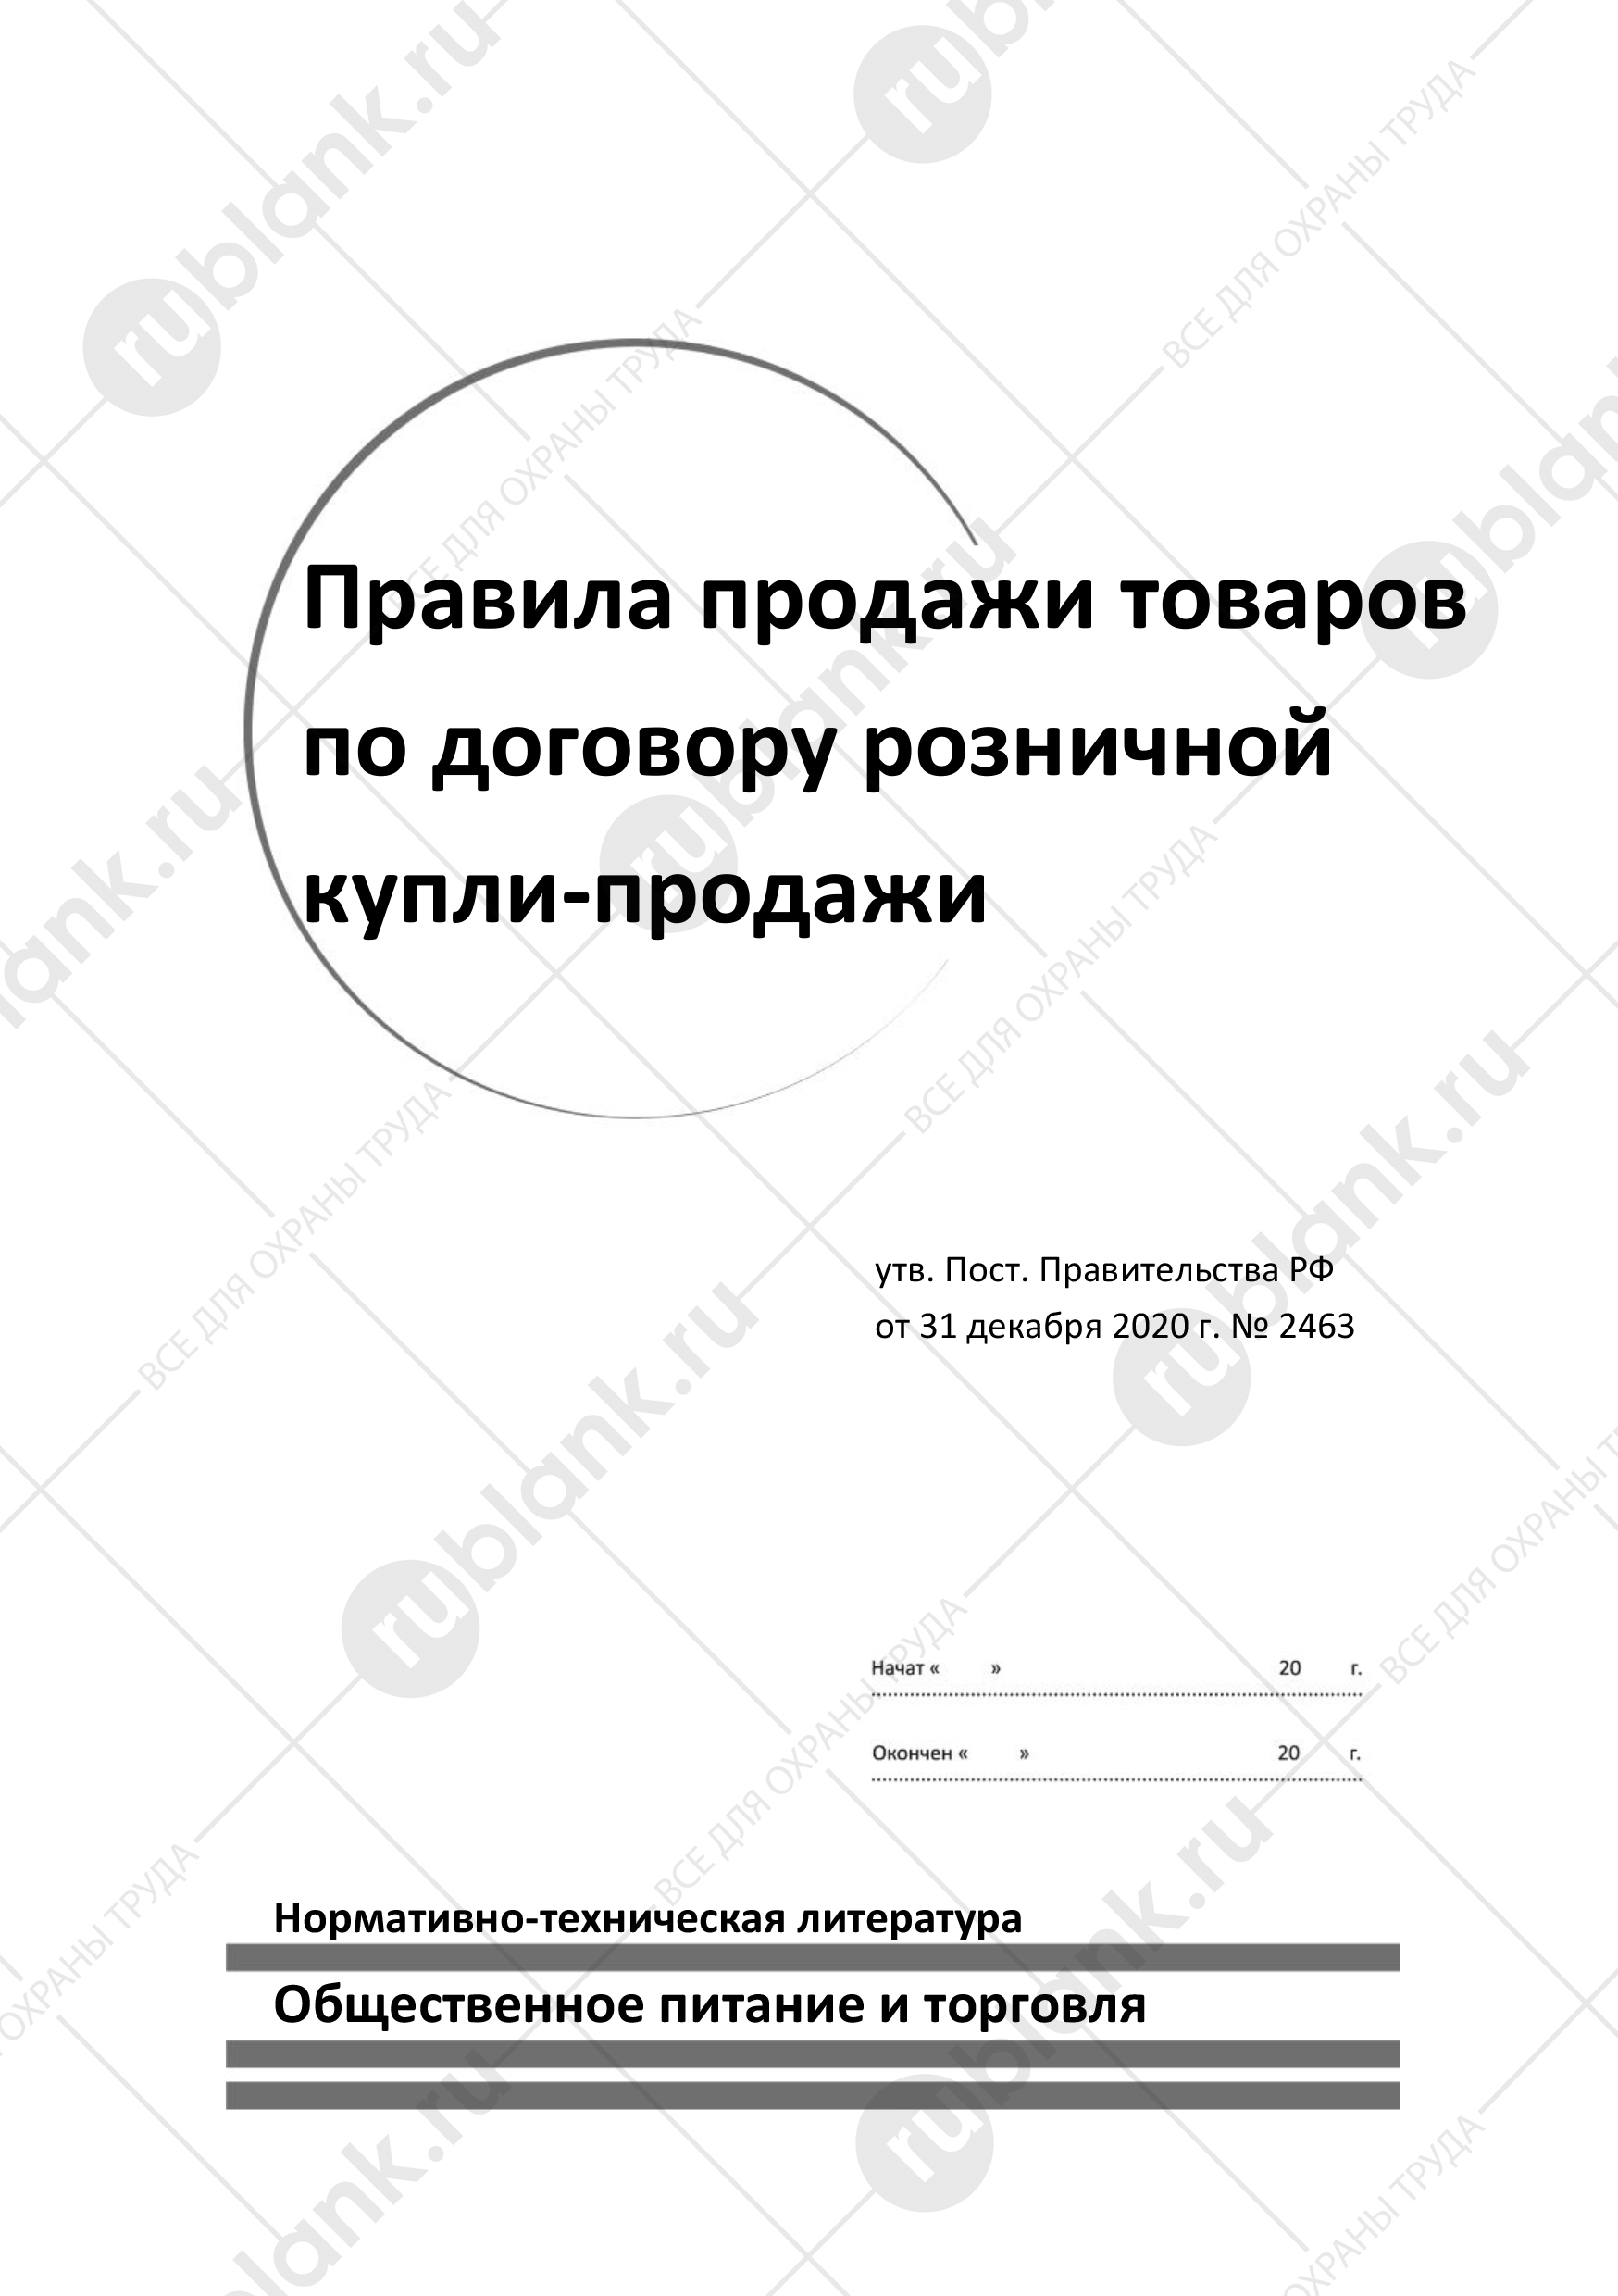 Правила продажи товаров
по договору розничной
купли-продажи
утв. Пост. Правительства РФ
от 31 декабря 2020 г. № 2463
Начат « » 20 г.
Окончен « » 20 г.
Нормативно-техническая литература
Общественное питание и торговля
rublank.ru
ВСЕ ДЛЯ ОХРАНЫ ТРУДА